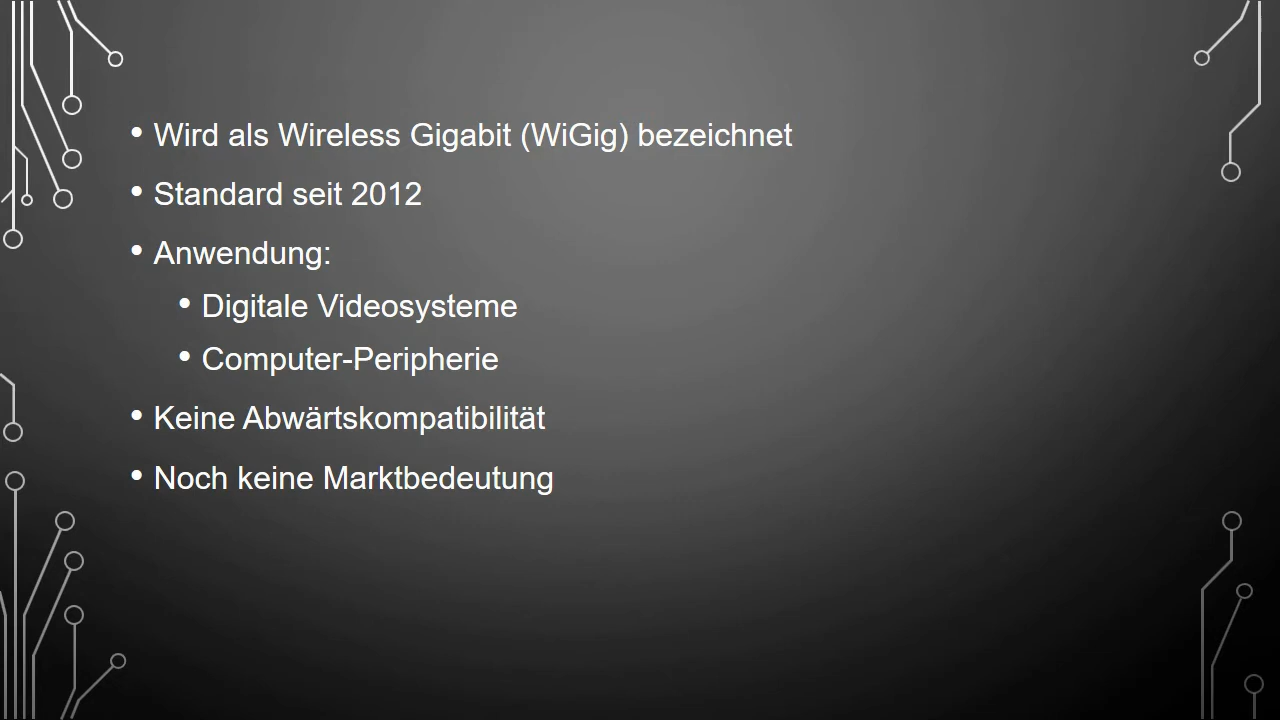 • Wird als Wireless Gigabit (WiGig) bezeichnet
• Standard seit 2012
• Anwendung:
• Digitale Videosysteme
• Computer-Peripherie
• Keine Abwärtskompatibilität
• Noch keine Marktbedeutung